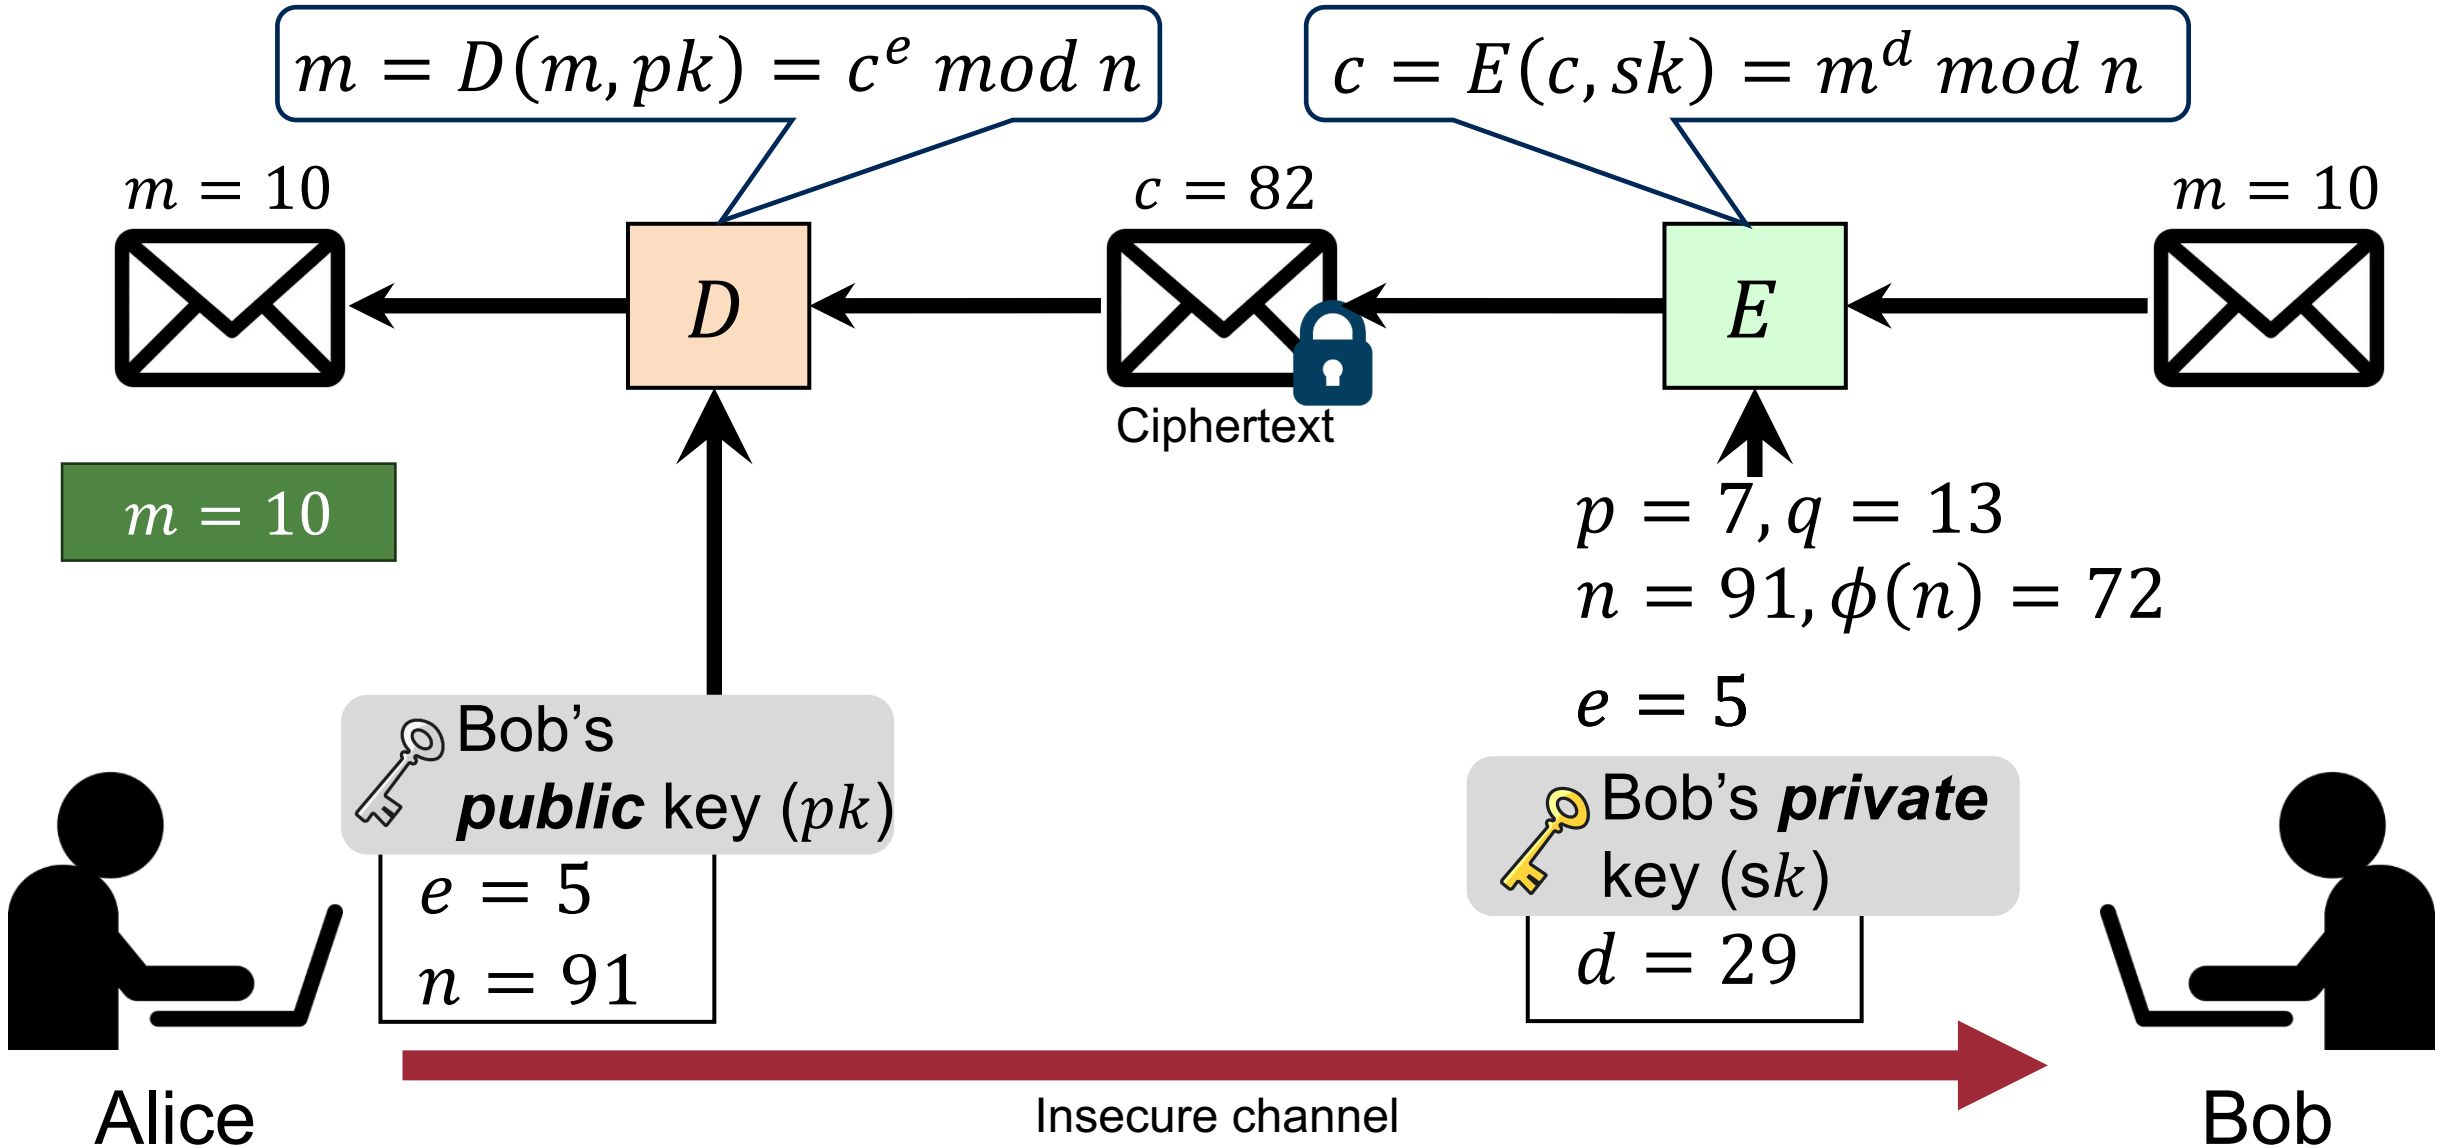 m = D(m, pk) = c^e mod n
c = E(c, sk) = m^d mod n
m = 10
c = 82
m = 10
D
E
Ciphertext
m = 10
p = 7, q = 13
n = 91, ϕ(n) = 72
e = 5
Bob's
public key (pk)
e = 5
n = 91
Bob's private
key (sk)
d = 29
Insecure channel
Alice
Bob